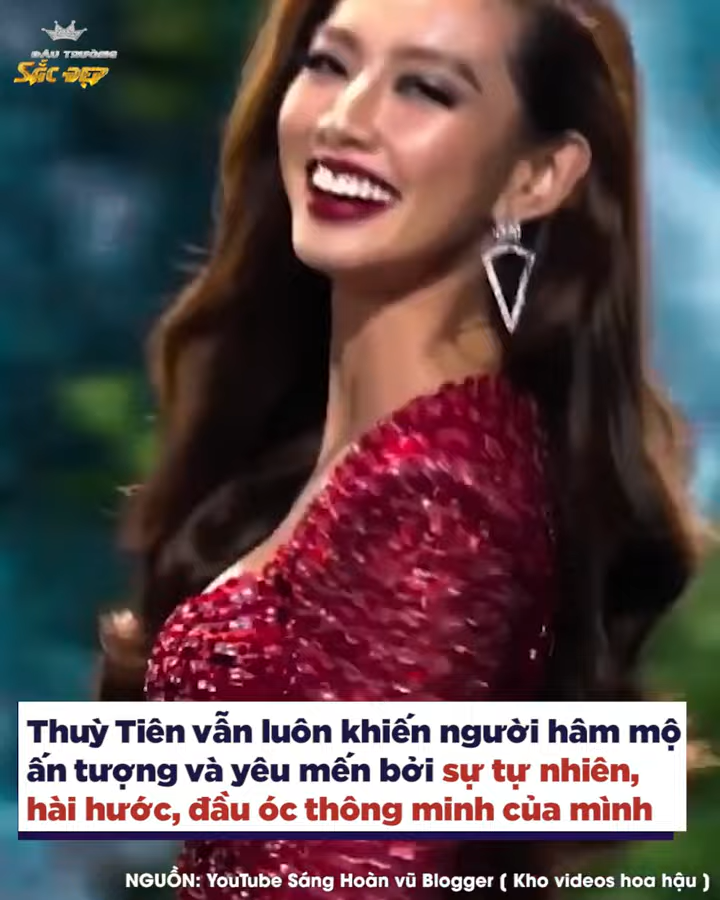 ĐẤU TRƯỜNG
SẮC ĐẸP
Thuỳ Tiên vẫn luôn khiến người hâm mộ
ấn tượng và yêu mến bởi sự tự nhiên,
hài hước, đầu óc thông minh của mình
NGUỒN: YouTube Sáng Hoàn vũ Blogger ( Kho videos hoa hậu )